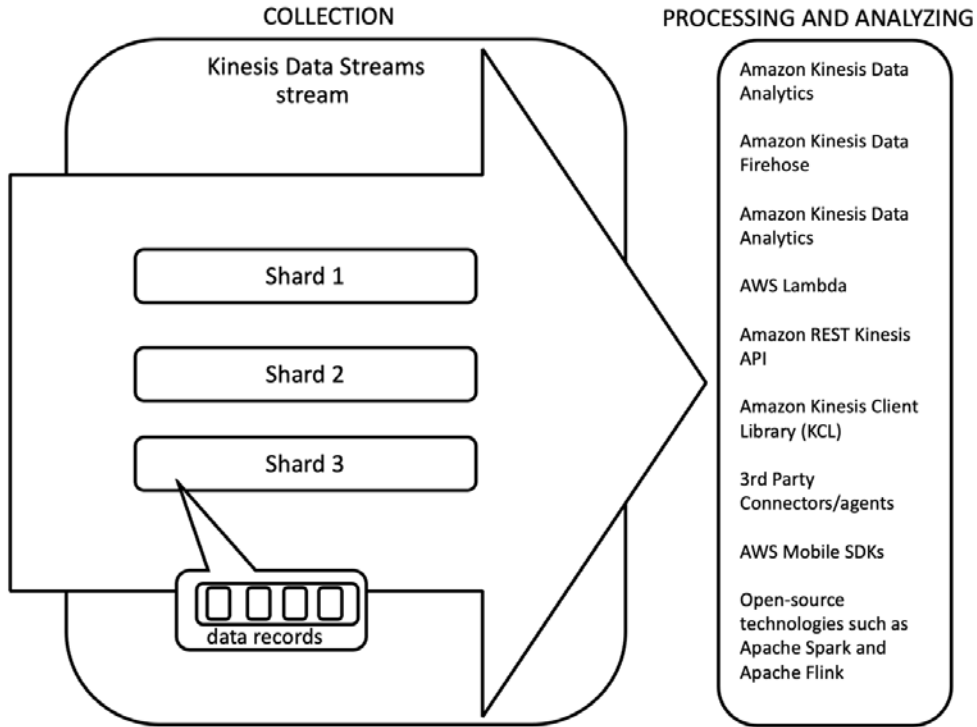 COLLECTION
Kinesis Data Streams
stream
Shard 1
Shard 2
Shard 3
data records
PROCESSING AND ANALYZING
Amazon Kinesis Data
Analytics
Amazon Kinesis Data
Firehose
Amazon Kinesis Data
Analytics
AWS Lambda
Amazon REST Kinesis
API
Amazon Kinesis Client
Library (KCL)
3rd Party
Connectors/agents
AWS Mobile SDKs
Open-source
technologies such as
Apache Spark and
Apache Flink